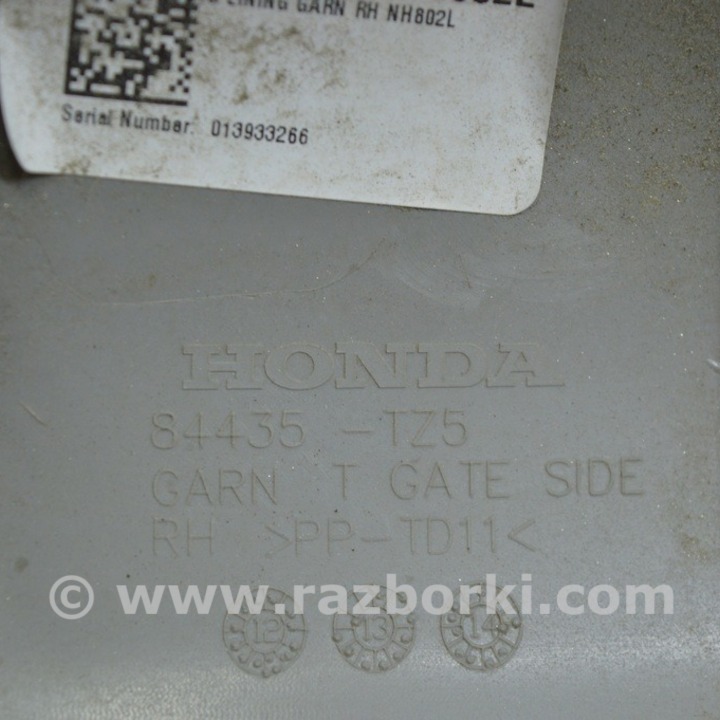 LINING GARN RH NH802L
Serial Number: 013933266
HONDA
84435 -TZ5
GARN T GATE SIDE
RH >PP-TD11<
© www.razborki.com
12 13 14